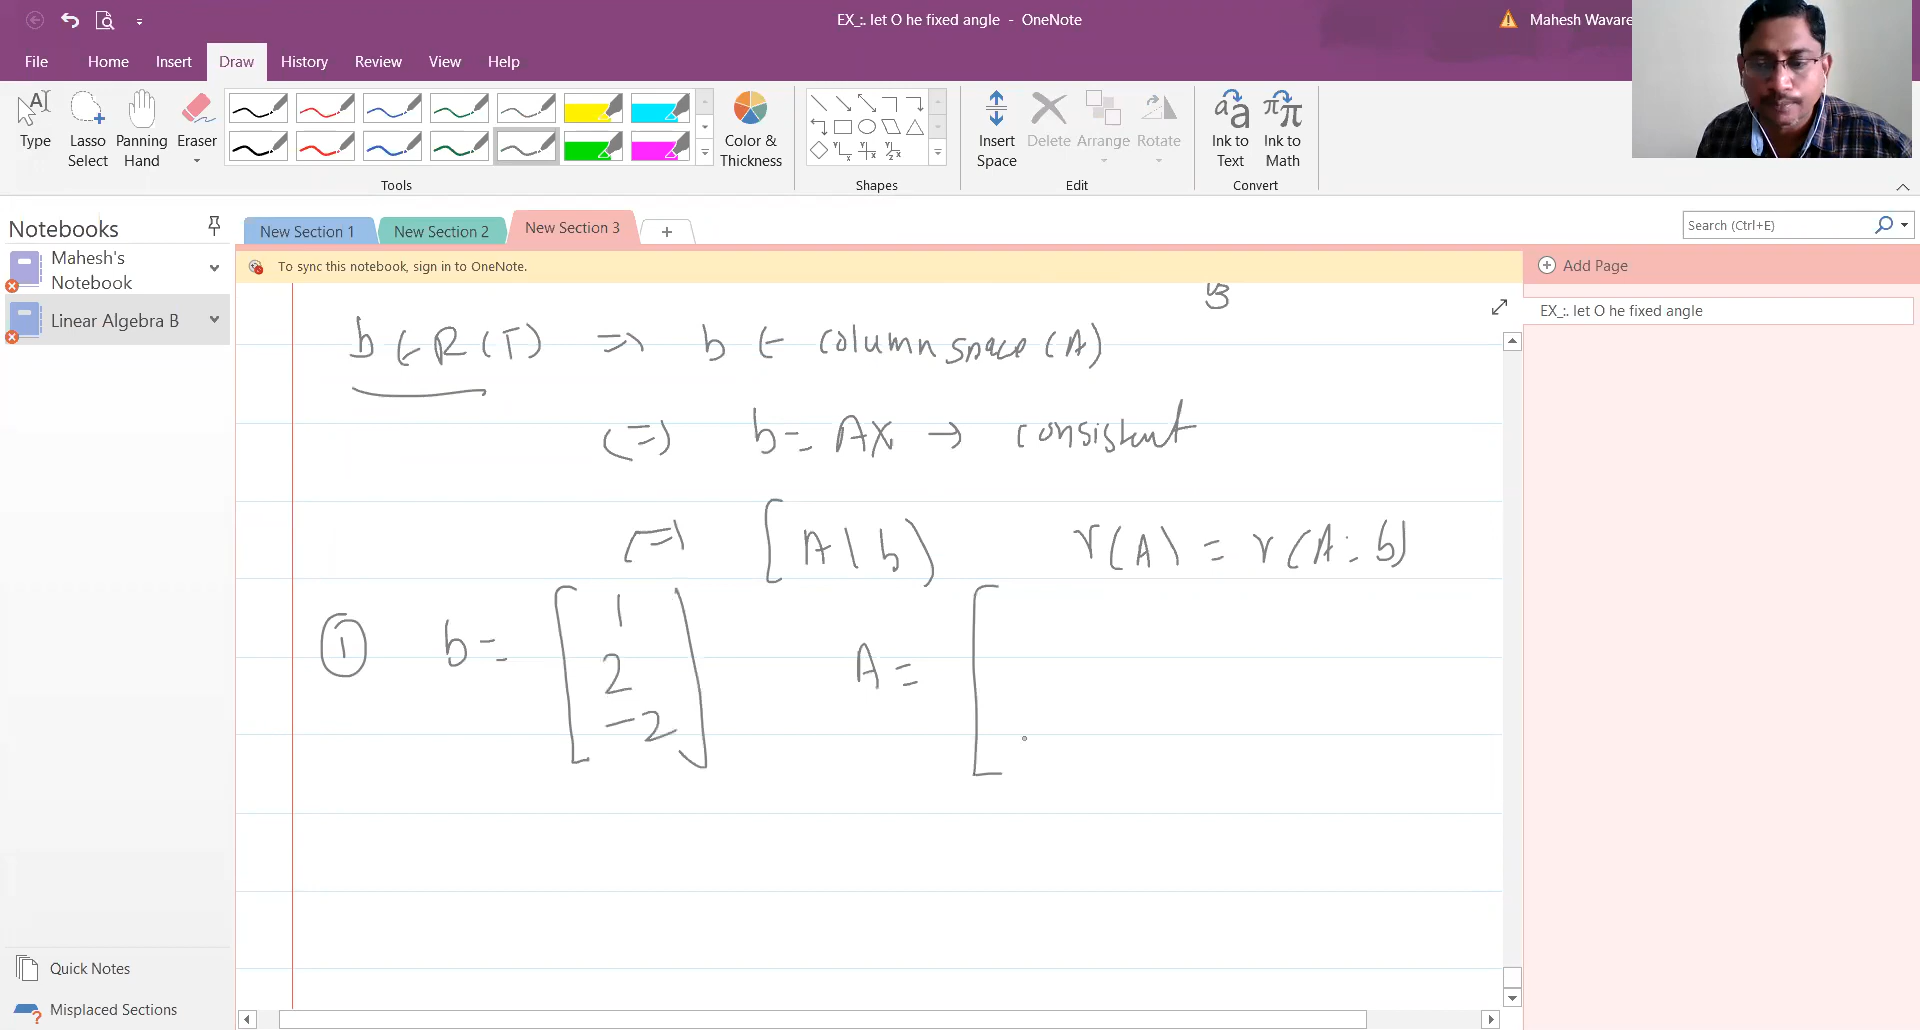 EX_:. let O he fixed angle - OneNote
Mahesh Wavare
File Home Insert Draw History Review View Help
Type
Lasso Select
Panning Hand
Eraser
Color & Thickness
Insert Space
Delete
Arrange
Rotate
Ink to Text
Ink to Math
Tools
Shapes
Edit
Convert
Notebooks
New Section 1
New Section 2
New Section 3
+
Search (Ctrl+E)
Mahesh's Notebook
Linear Algebra B
To sync this notebook, sign in to OneNote.
Add Page
EX_:. let O he fixed angle
b ∈ R(T) ⇒ b ∈ column space (A)
⇔ b = AX → consistent
⇔ [A | b) r(A) = r(A : b)
① b = [ 1 A = [
2
-2 ]
Quick Notes
Misplaced Sections